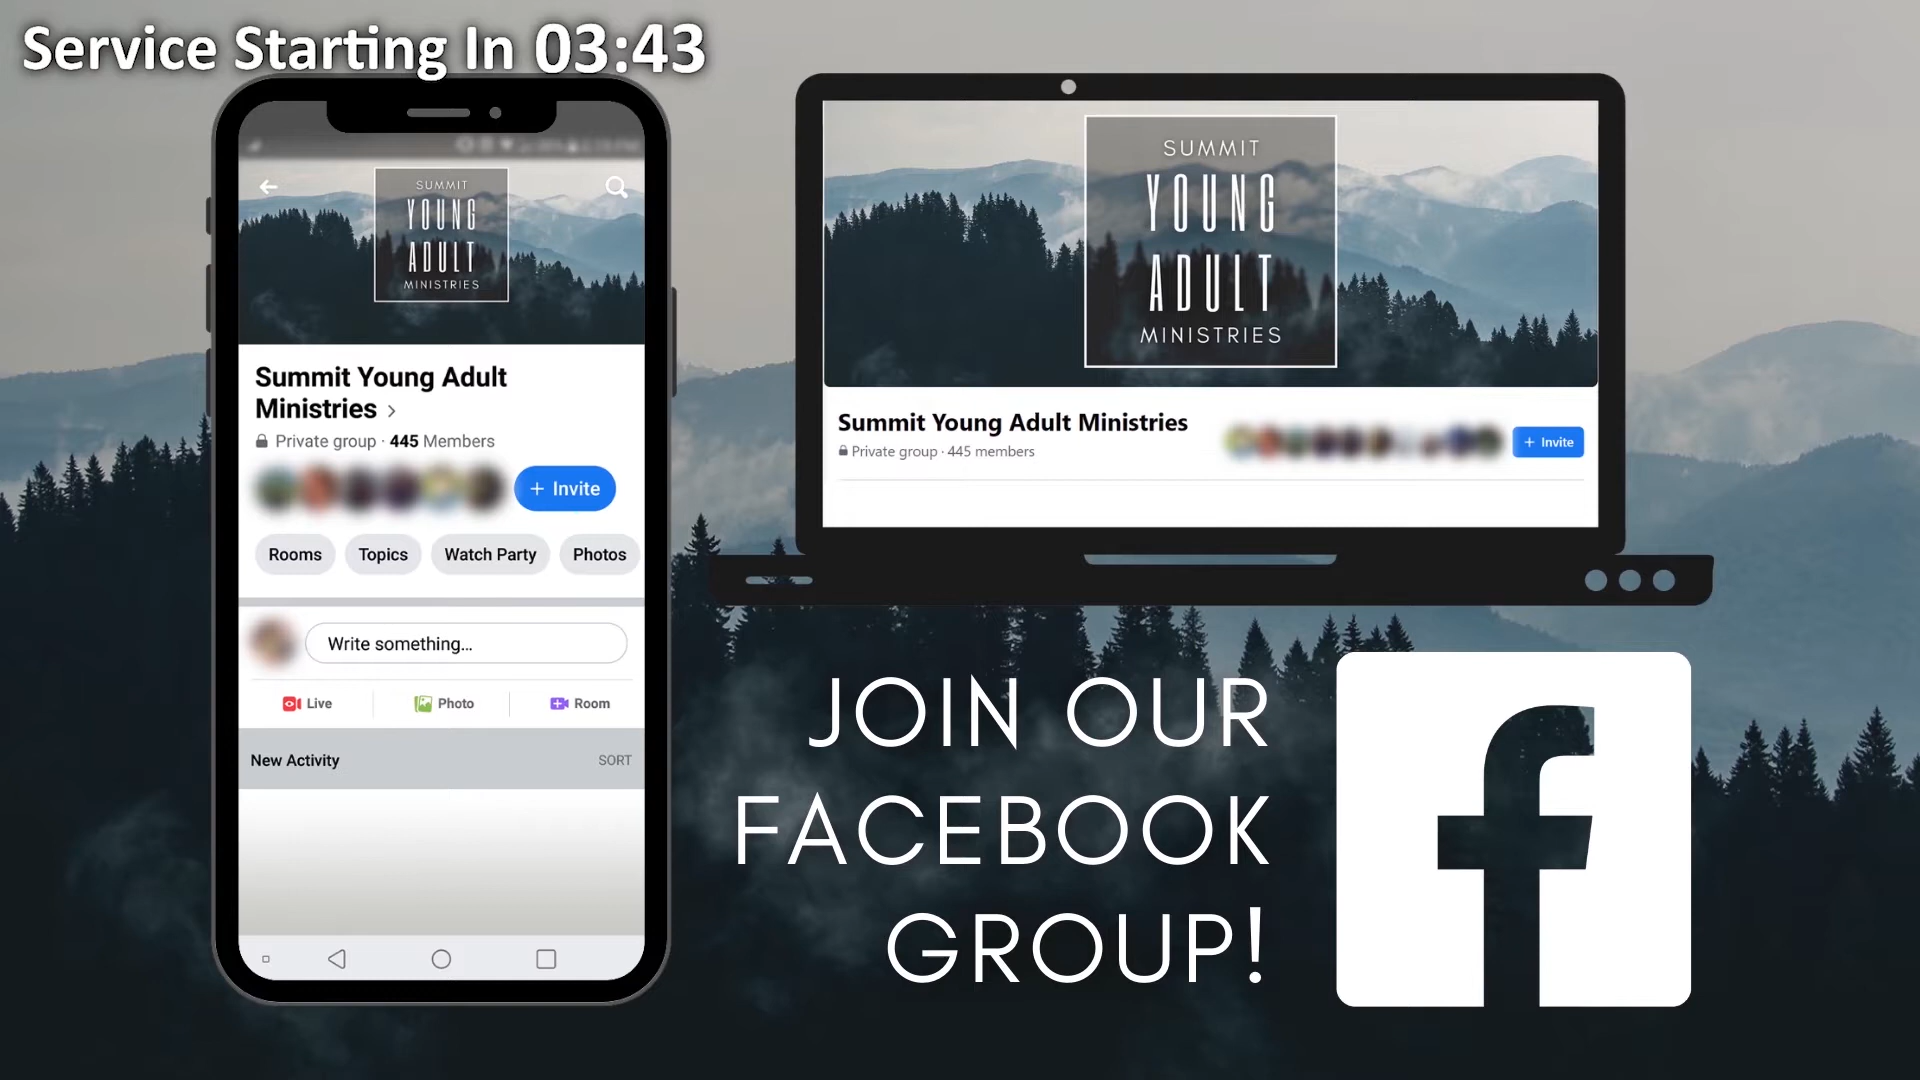 Service Starting In 03:43
SUMMIT
YOUNG
ADULT
MINISTRIES
Summit Young Adult
Ministries >
Private group · 445 Members
+ Invite
Rooms Topics Watch Party Photos
Write something...
Live Photo Room
New Activity SORT
SUMMIT
YOUNG
ADULT
MINISTRIES
Summit Young Adult Ministries
Private group · 445 members
+ Invite
JOIN OUR
FACEBOOK
GROUP!
f